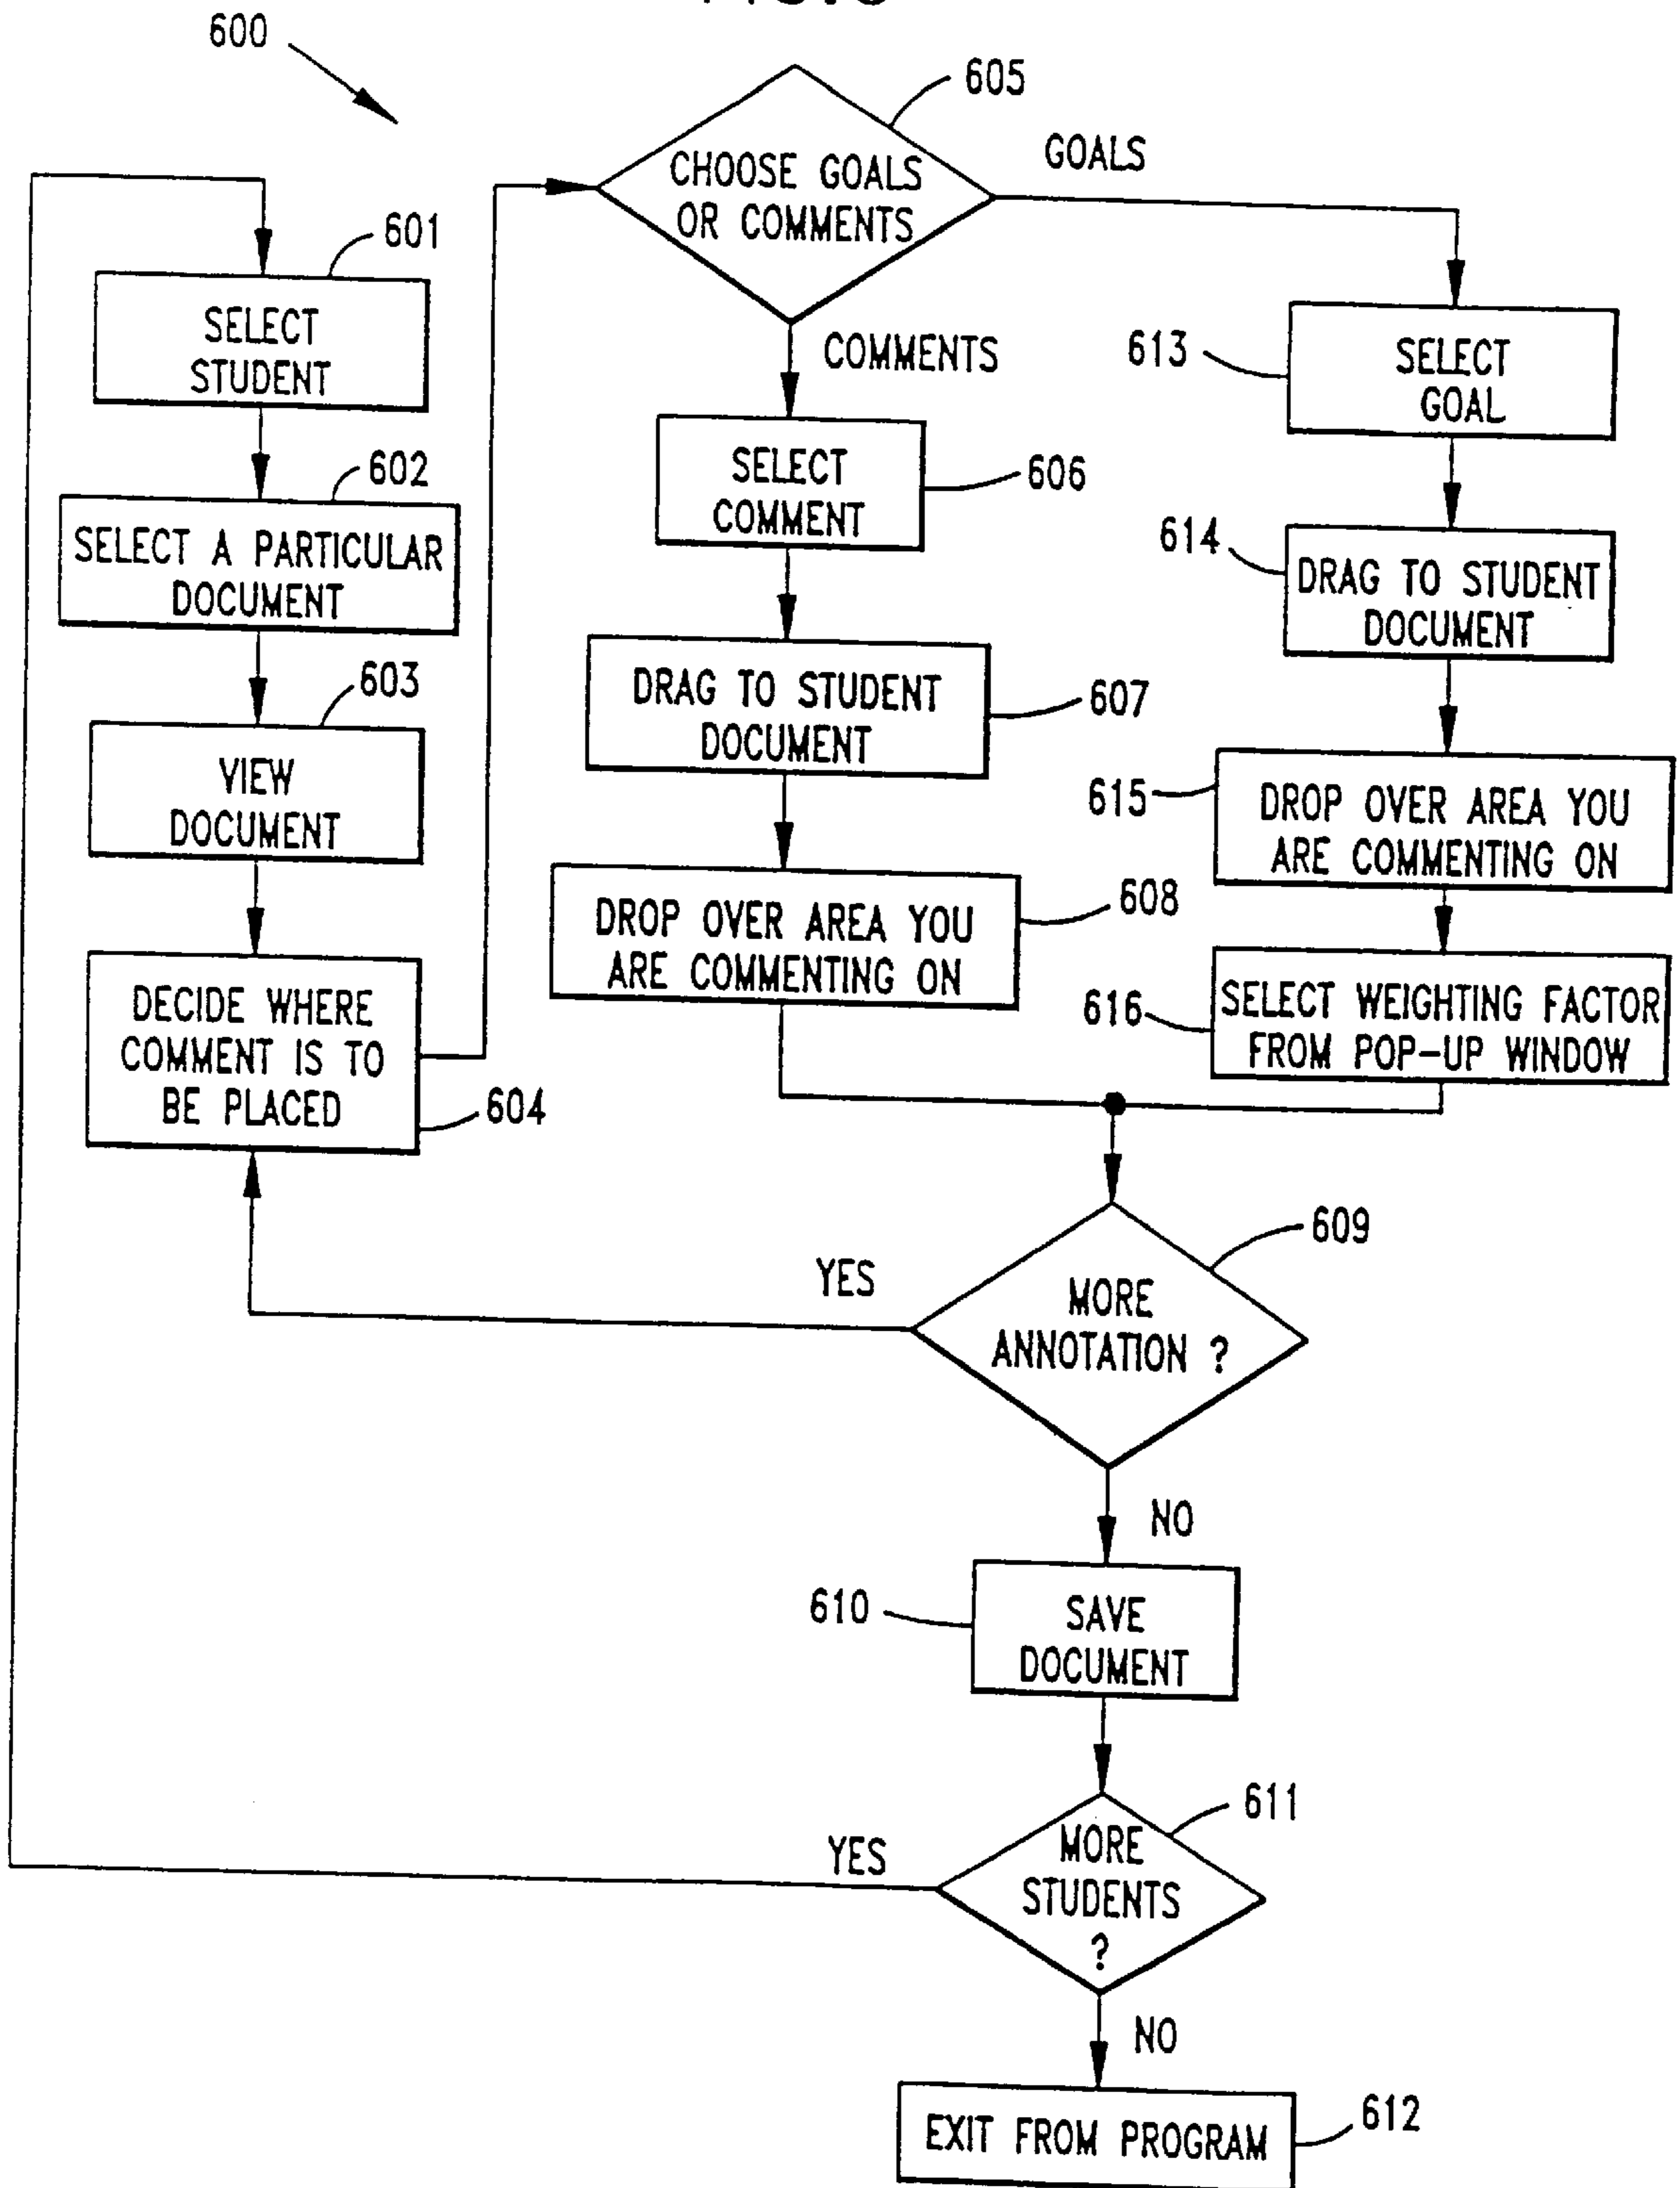 600
605
GOALS
CHOOSE GOALS
OR COMMENTS
601
SELECT
STUDENT
COMMENTS
613
SELECT
GOAL
602
SELECT A PARTICULAR
DOCUMENT
SELECT
COMMENT
606
614
DRAG TO STUDENT
DOCUMENT
603
VIEW
DOCUMENT
DRAG TO STUDENT
DOCUMENT
607
615
DROP OVER AREA YOU
ARE COMMENTING ON
DROP OVER AREA YOU
ARE COMMENTING ON
608
DECIDE WHERE
COMMENT IS TO
BE PLACED
604
616
SELECT WEIGHTING FACTOR
FROM POP-UP WINDOW
609
YES
MORE
ANNOTATION ?
NO
610
SAVE
DOCUMENT
611
YES
MORE
STUDENTS
?
NO
EXIT FROM PROGRAM
612